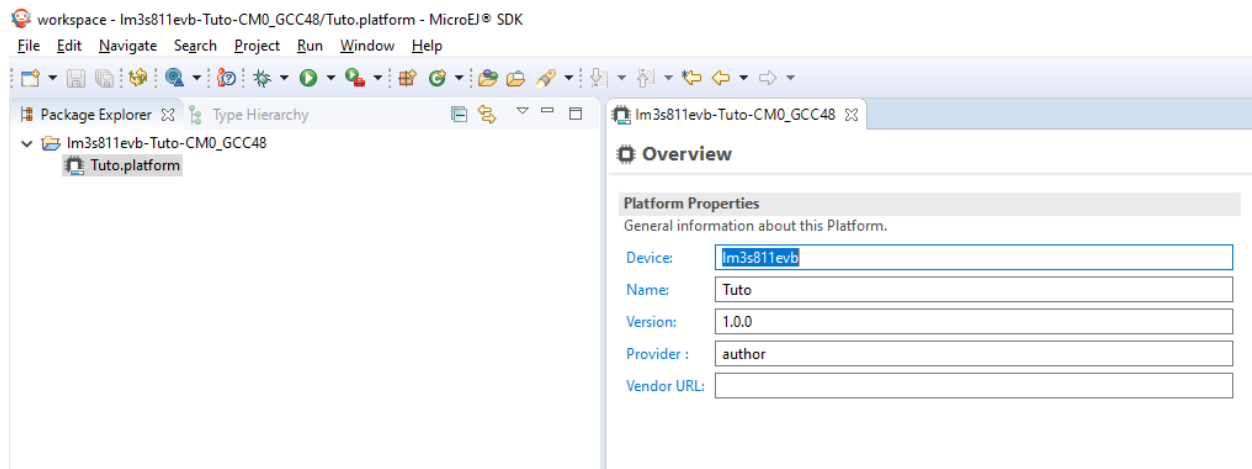 workspace - lm3s811evb-Tuto-CM0_GCC48/Tuto.platform - MicroEJ® SDK
File Edit Navigate Search Project Run Window Help
Package Explorer Type Hierarchy
lm3s811evb-Tuto-CM0_GCC48
Tuto.platform
lm3s811evb-Tuto-CM0_GCC48
Overview
Platform Properties
General information about this Platform.
Device: lm3s811evb
Name: Tuto
Version: 1.0.0
Provider : author
Vendor URL: